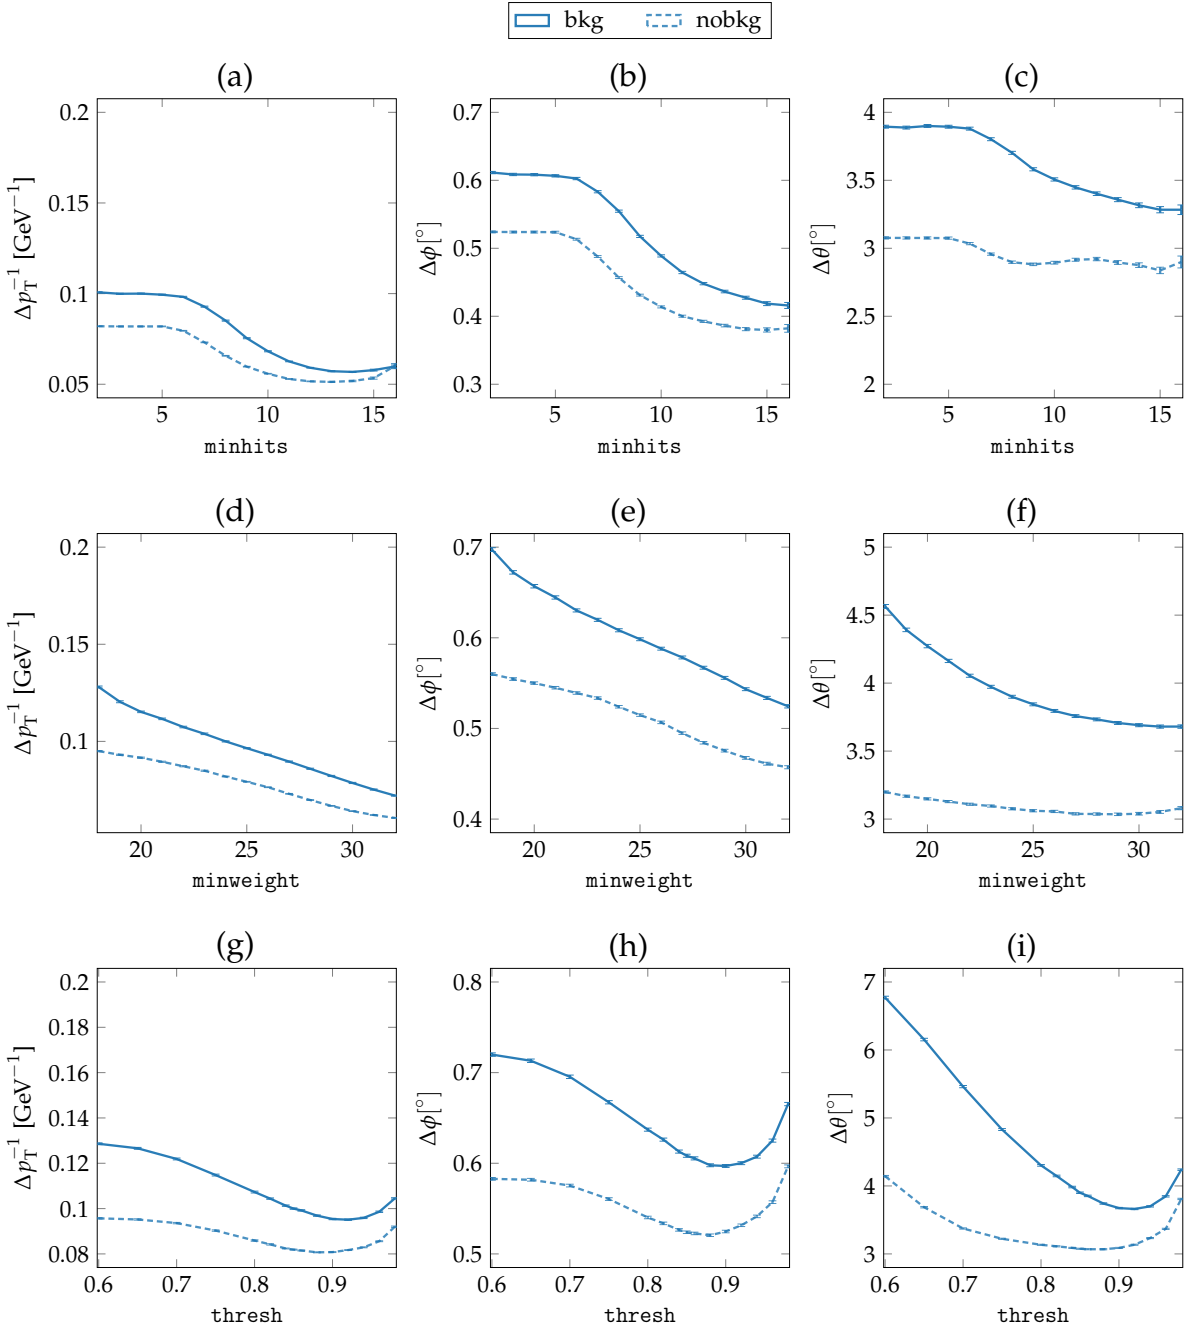 bkg nobkg
(a) (b) (c)
0.2 0.15 0.1 0.05
Δp_T^−1 [GeV^−1]
5 10 15
minhits
0.7 0.6 0.5 0.4 0.3
Δϕ[°]
5 10 15
minhits
4 3.5 3 2.5 2
Δθ[°]
5 10 15
minhits
(d) (e) (f)
0.2 0.15 0.1
Δp_T^−1 [GeV^−1]
20 25 30
minweight
0.7 0.6 0.5 0.4
Δϕ[°]
20 25 30
minweight
5 4.5 4 3.5 3
Δθ[°]
20 25 30
minweight
(g) (h) (i)
0.2 0.18 0.16 0.14 0.12 0.1 0.08
Δp_T^−1 [GeV^−1]
0.6 0.7 0.8 0.9
thresh
0.8 0.7 0.6 0.5
Δϕ[°]
0.6 0.7 0.8 0.9
thresh
7 6 5 4 3
Δθ[°]
0.6 0.7 0.8 0.9
thresh